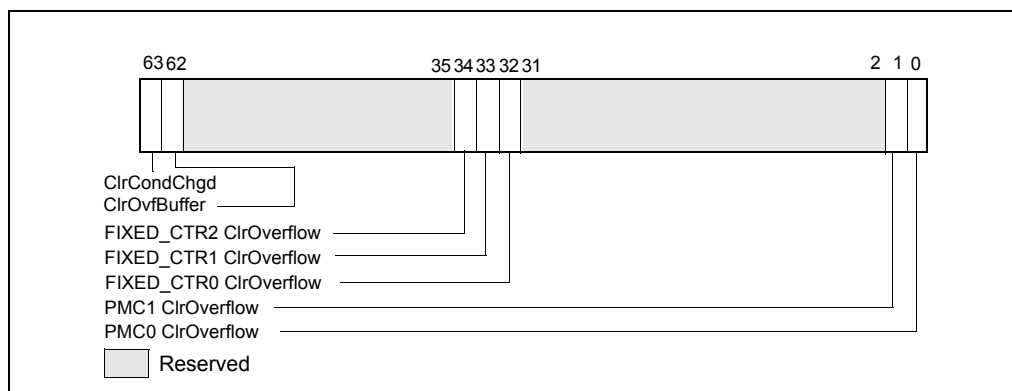 63 62 35 34 33 32 31 2 1 0
ClrCondChgd
ClrOvfBuffer
FIXED_CTR2 ClrOverflow
FIXED_CTR1 ClrOverflow
FIXED_CTR0 ClrOverflow
PMC1 ClrOverflow
PMC0 ClrOverflow
Reserved